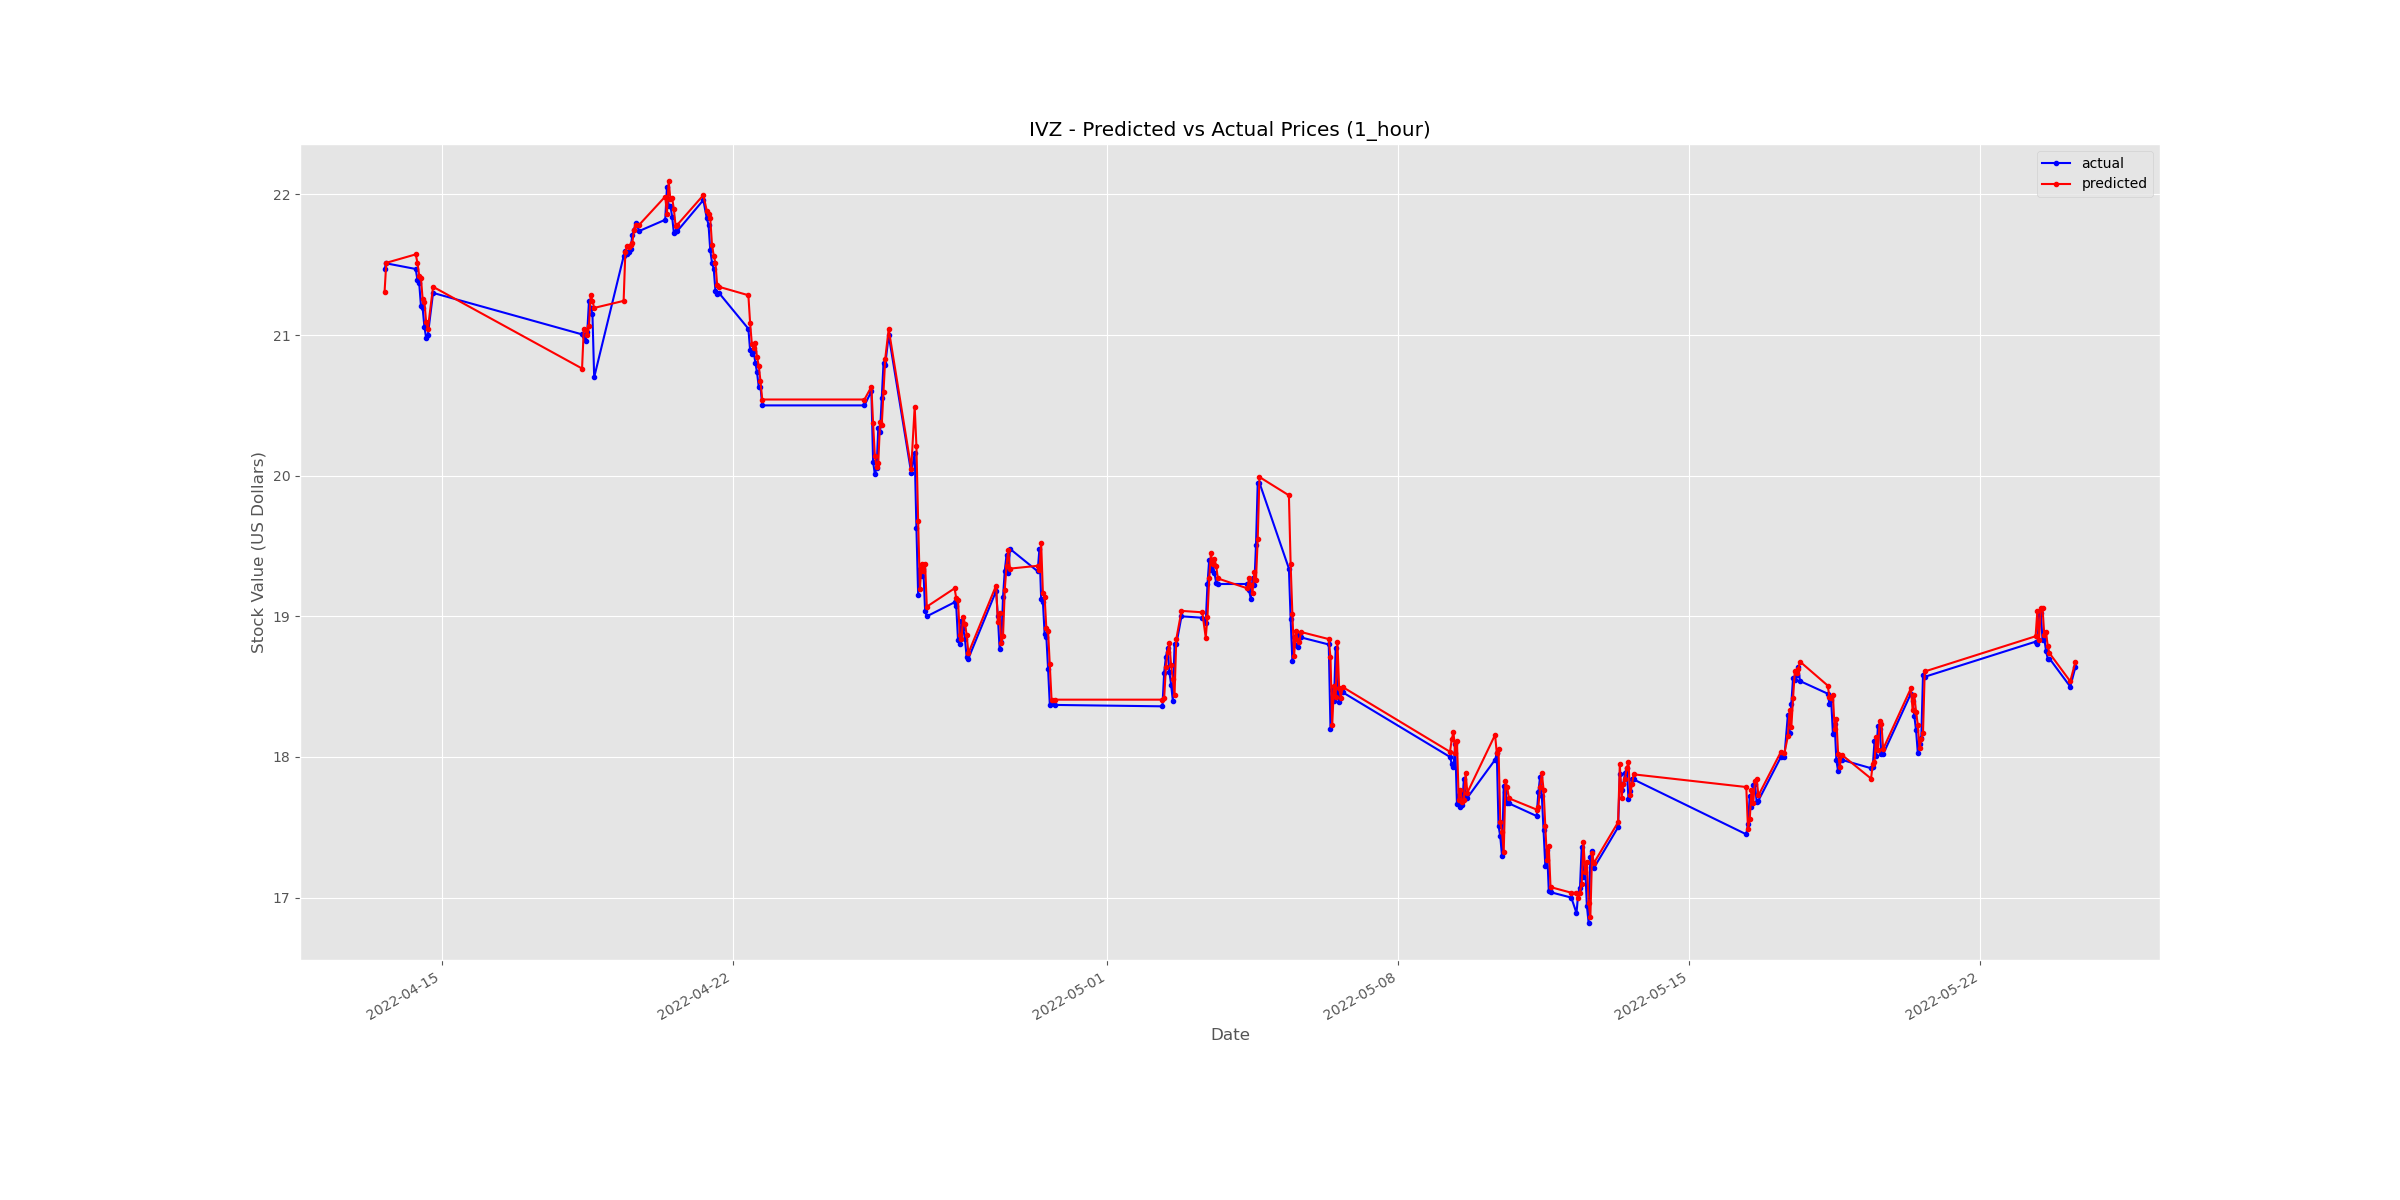 IVZ - Predicted vs Actual Prices (1_hour)
actual
predicted
22
21
20
19
18
17
Sstock Value (US Dollars)
2022-04-15
2022-04-22
2022-05-01
2022-05-08
2022-05-15
2022-05-22
Date